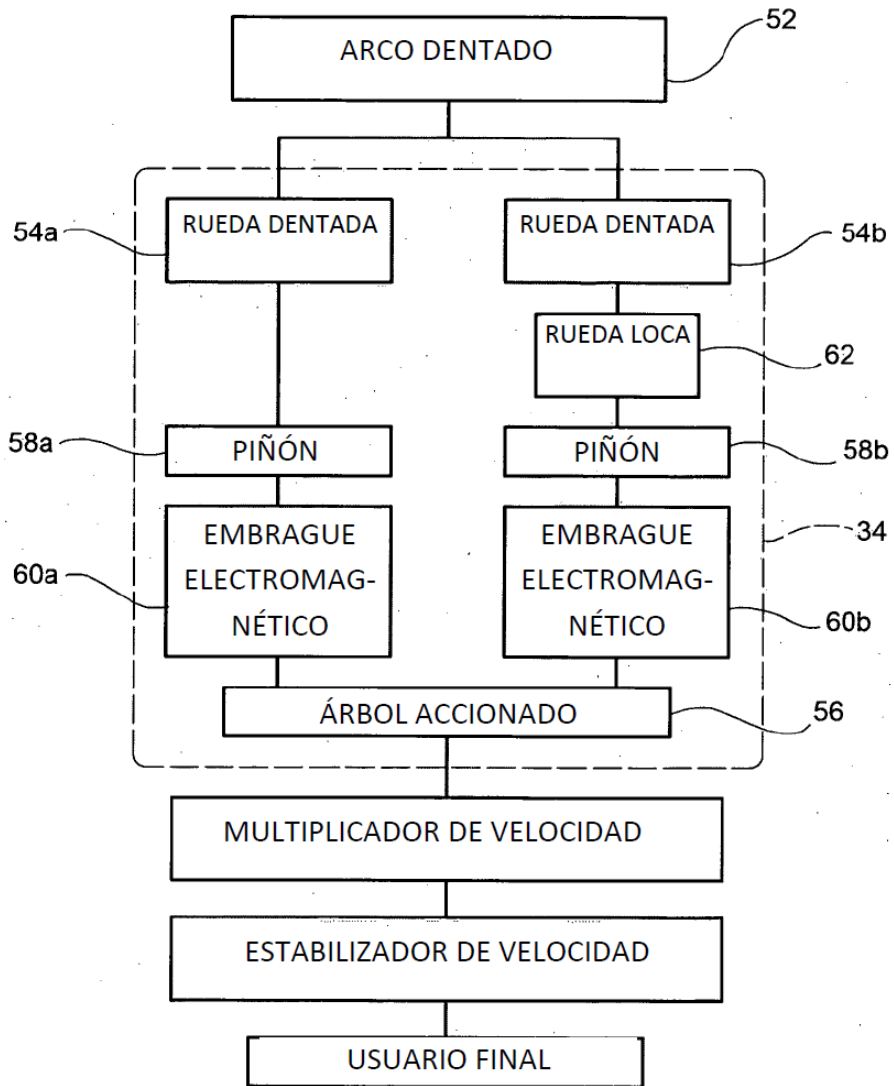 52
ARCO DENTADO
54a
RUEDA DENTADA
RUEDA DENTADA
54b
RUEDA LOCA
62
58a
PIÑÓN
PIÑÓN
58b
34
EMBRAGUE
ELECTROMAG-
NÉTICO
60a
EMBRAGUE
ELECTROMAG-
NÉTICO
60b
ÁRBOL ACCIONADO
56
MULTIPLICADOR DE VELOCIDAD
ESTABILIZADOR DE VELOCIDAD
USUARIO FINAL